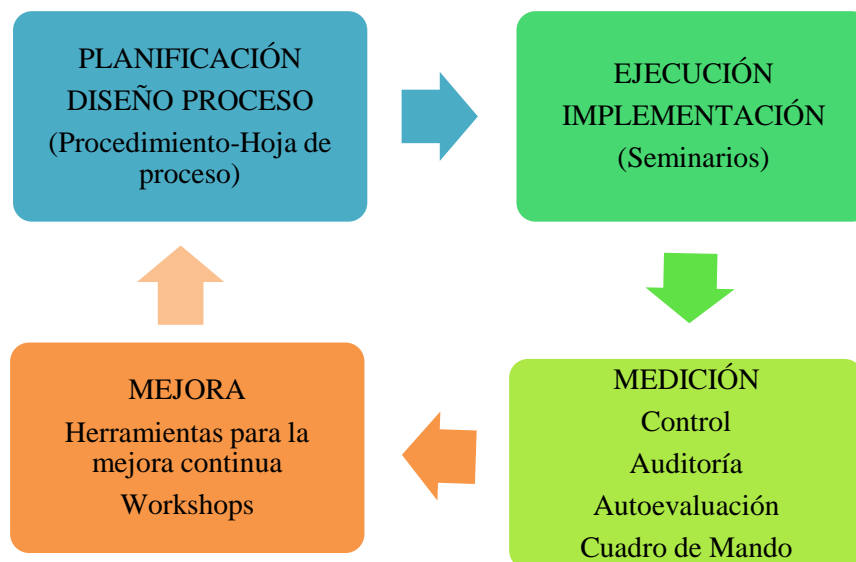 PLANIFICACIÓN
DISEÑO PROCESO
(Procedimiento-Hoja de
proceso)
EJECUCIÓN
IMPLEMENTACIÓN
(Seminarios)
MEJORA
Herramientas para la
mejora continua
Workshops
MEDICIÓN
Control
Auditoría
Autoevaluación
Cuadro de Mando